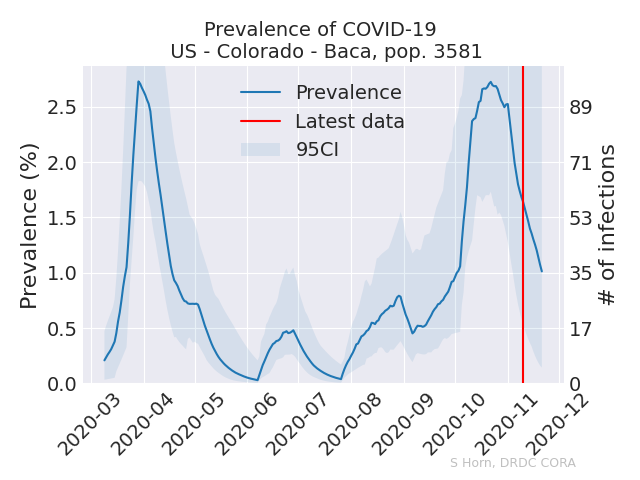 Prevalence of COVID-19
US - Colorado - Baca, pop. 3581
Prevalence
Latest data
95CI
Prevalence (%)
2.5
2.0
1.5
1.0
0.5
0.0
89
71
53
35
17
0
# of infections
2020-03
2020-04
2020-05
2020-06
2020-07
2020-08
2020-09
2020-10
2020-11
2020-12
S Horn, DRDC CORA